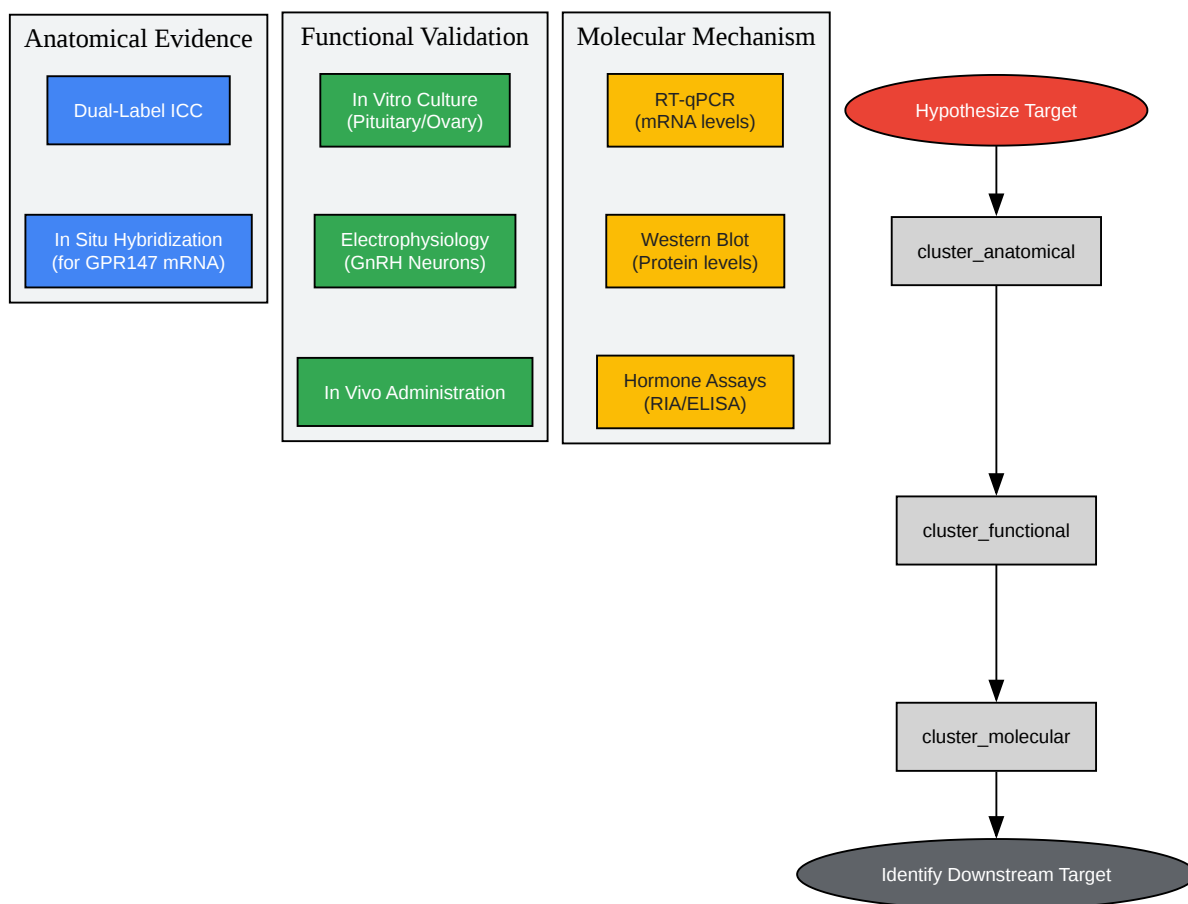 Anatomical Evidence
Dual-Label ICC
In Situ Hybridization
(for GPR147 mRNA)
Functional Validation
In Vitro Culture
(Pituitary/Ovary)
Electrophysiology
(GnRH Neurons)
In Vivo Administration
Molecular Mechanism
RT-qPCR
(mRNA levels)
Western Blot
(Protein levels)
Hormone Assays
(RIA/ELISA)
Hypothesize Target
cluster_anatomical
cluster_functional
cluster_molecular
Identify Downstream Target